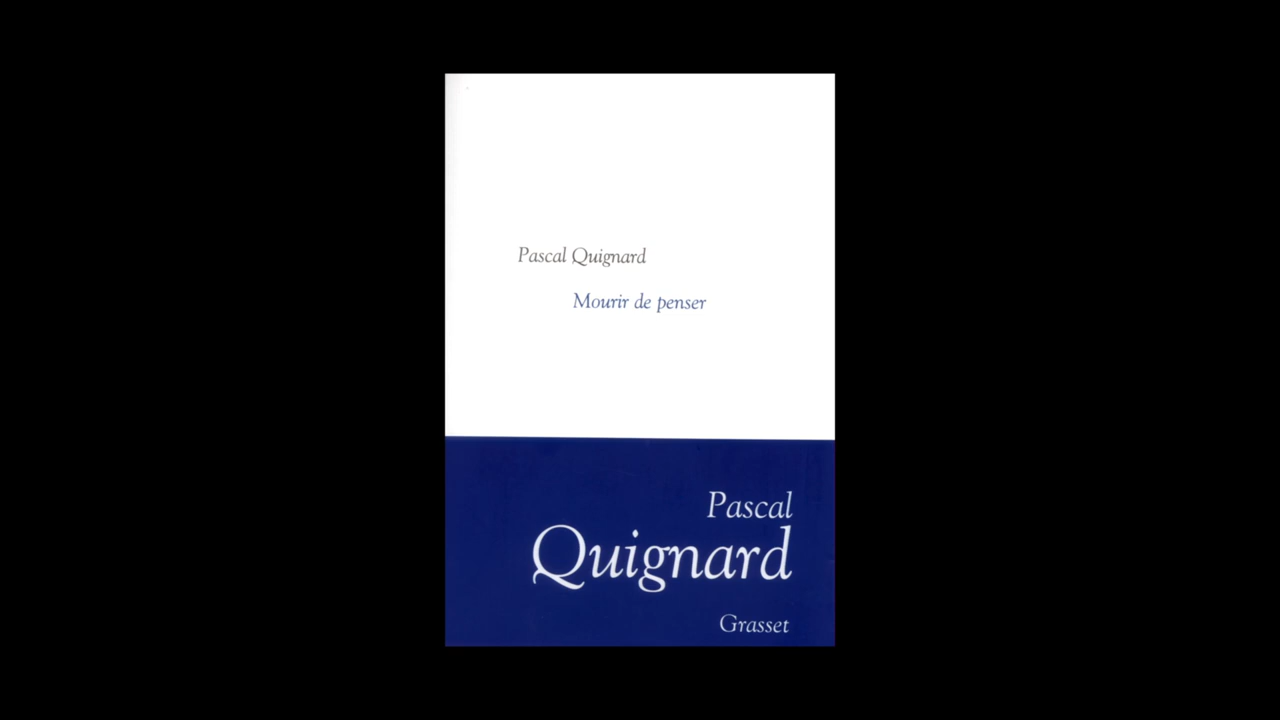 Pascal Quignard
Mourir de penser
Pascal
Quignard
Grasset